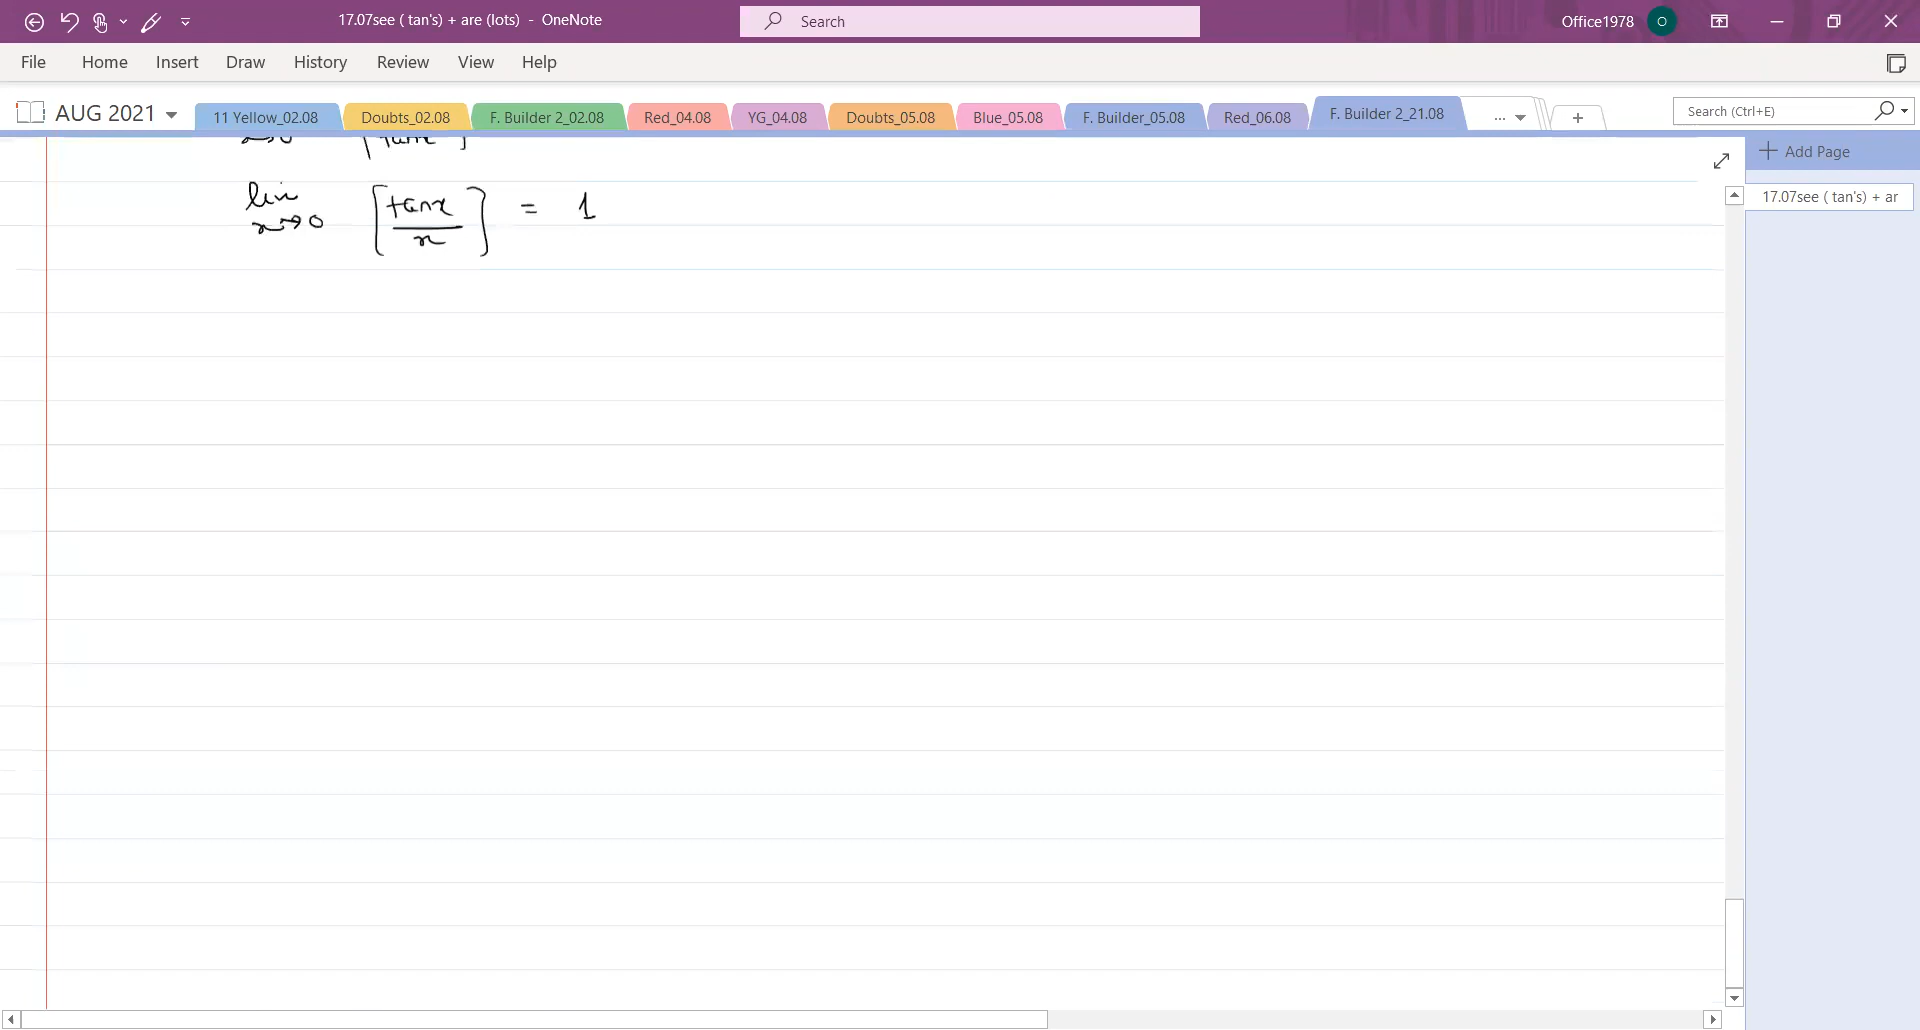 17.07see ( tan's) + are (lots) - OneNote
Search
Office1978
O
File Home Insert Draw History Review View Help
AUG 2021
11 Yellow_02.08
Doubts_02.08
F. Builder 2_02.08
Red_04.08
YG_04.08
Doubts_05.08
Blue_05.08
F. Builder_05.08
Red_06.08
F. Builder 2_21.08
...
+
Search (Ctrl+E)
Add Page
17.07see ( tan's) + ar
lim x→0 [tanx/x] = 1